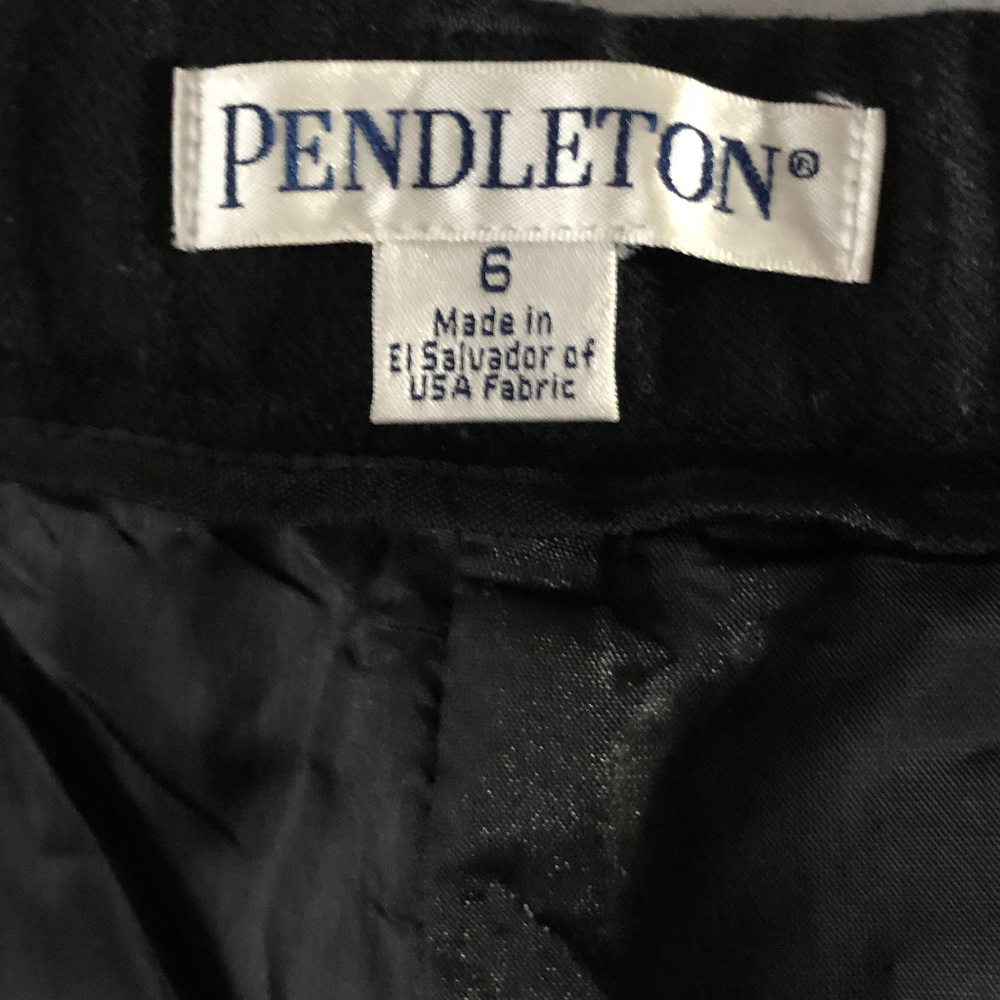 PENDLETON®
6
Made in
El Salvador of
USA Fabric